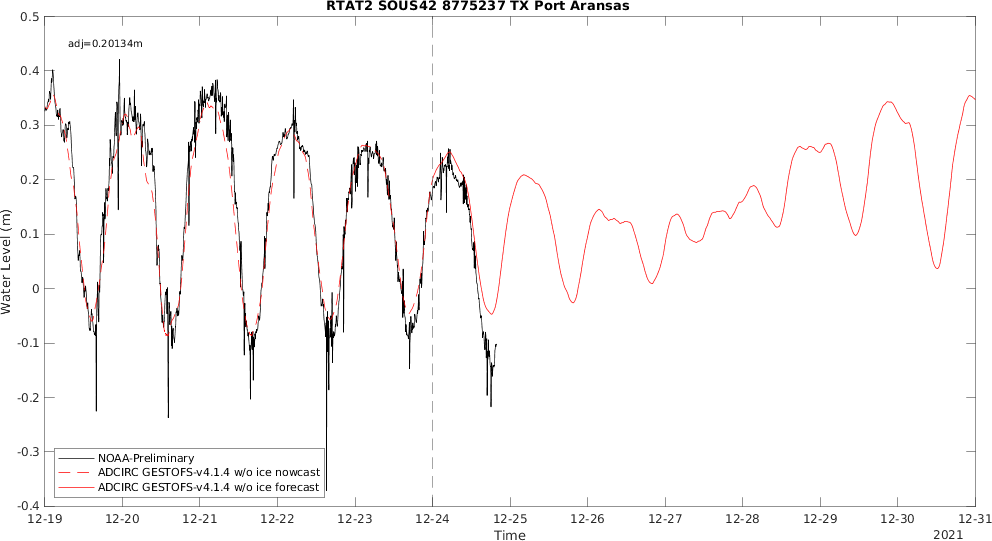 RTAT2 SOUS42 8775237 TX Port Aransas
0.5
adj=0.20134m
0.4
0.3
0.2
0.1
0
-0.1
-0.2
-0.3
-0.4
Water Level (m)
NOAA-Preliminary
ADCIRC GESTOFS-v4.1.4 w/o ice nowcast
ADCIRC GESTOFS-v4.1.4 w/o ice forecast
12-19 12-20 12-21 12-22 12-23 12-24 12-25 12-26 12-27 12-28 12-29 12-30 12-31
Time
2021